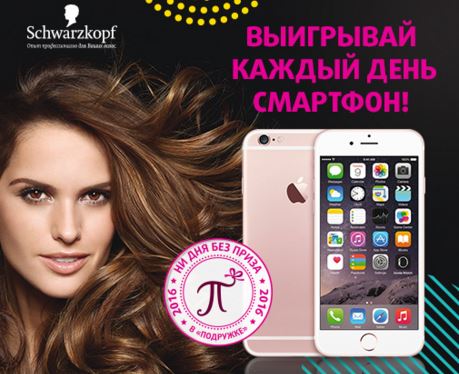 Schwarzkopf
Опыт профессионалов для Ваших волос.
ВЫИГРЫВАЙ
КАЖДЫЙ ДЕНЬ
СМАРТФОН!
НИ ДНЯ БЕЗ ПРИЗА
2016
2016
В «ПОДРУЖКЕ»